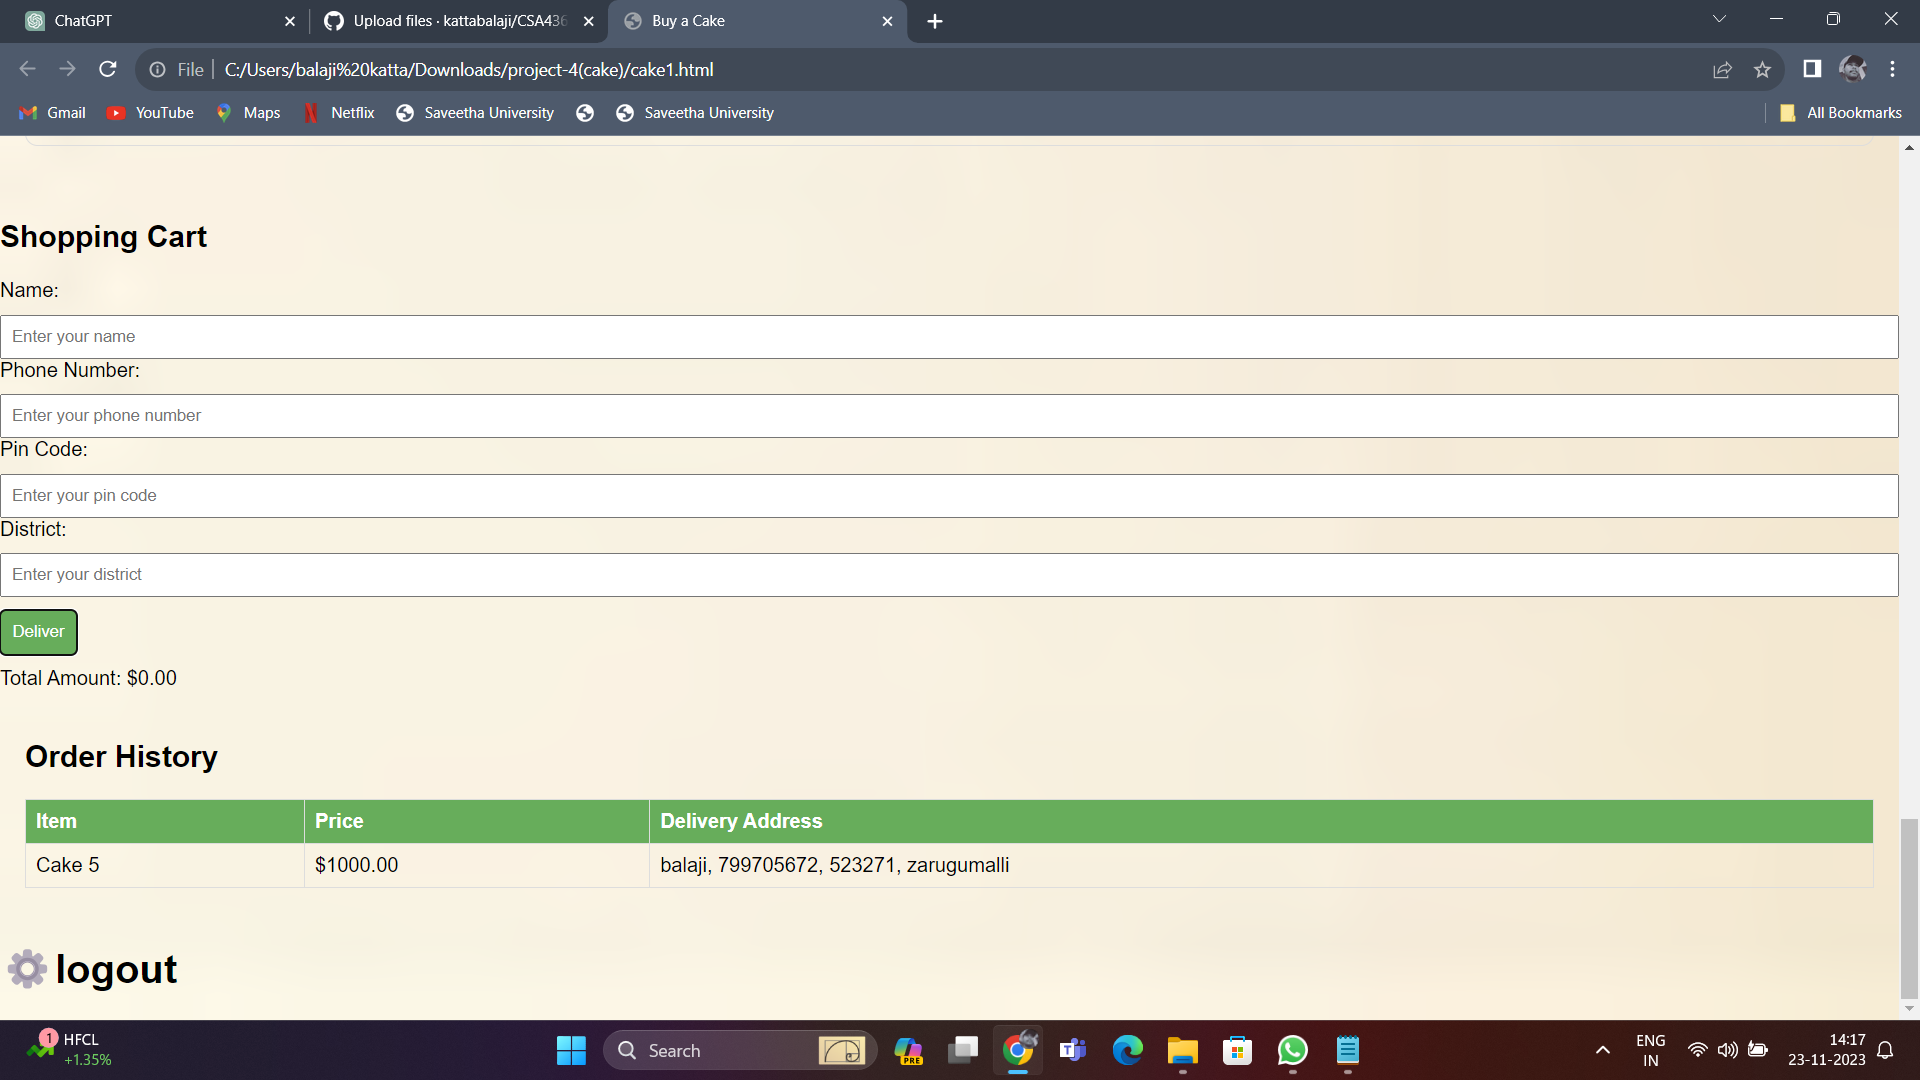 ChatGPT
Upload files · kattabalaji/CSA436
Buy a Cake
File
C:/Users/balaji%20katta/Downloads/project-4(cake)/cake1.html
Gmail
YouTube
Maps
Netflix
Saveetha University
Saveetha University
All Bookmarks
Shopping Cart
Name:
Enter your name
Phone Number:
Enter your phone number
Pin Code:
Enter your pin code
District:
Enter your district
Deliver
Total Amount: $0.00
Order History
Item Price Delivery Address
Cake 5 $1000.00 balaji, 799705672, 523271, zarugumalli
logout
1
HFCL
+1.35%
Search
PRE
ENG
IN
14:17
23-11-2023